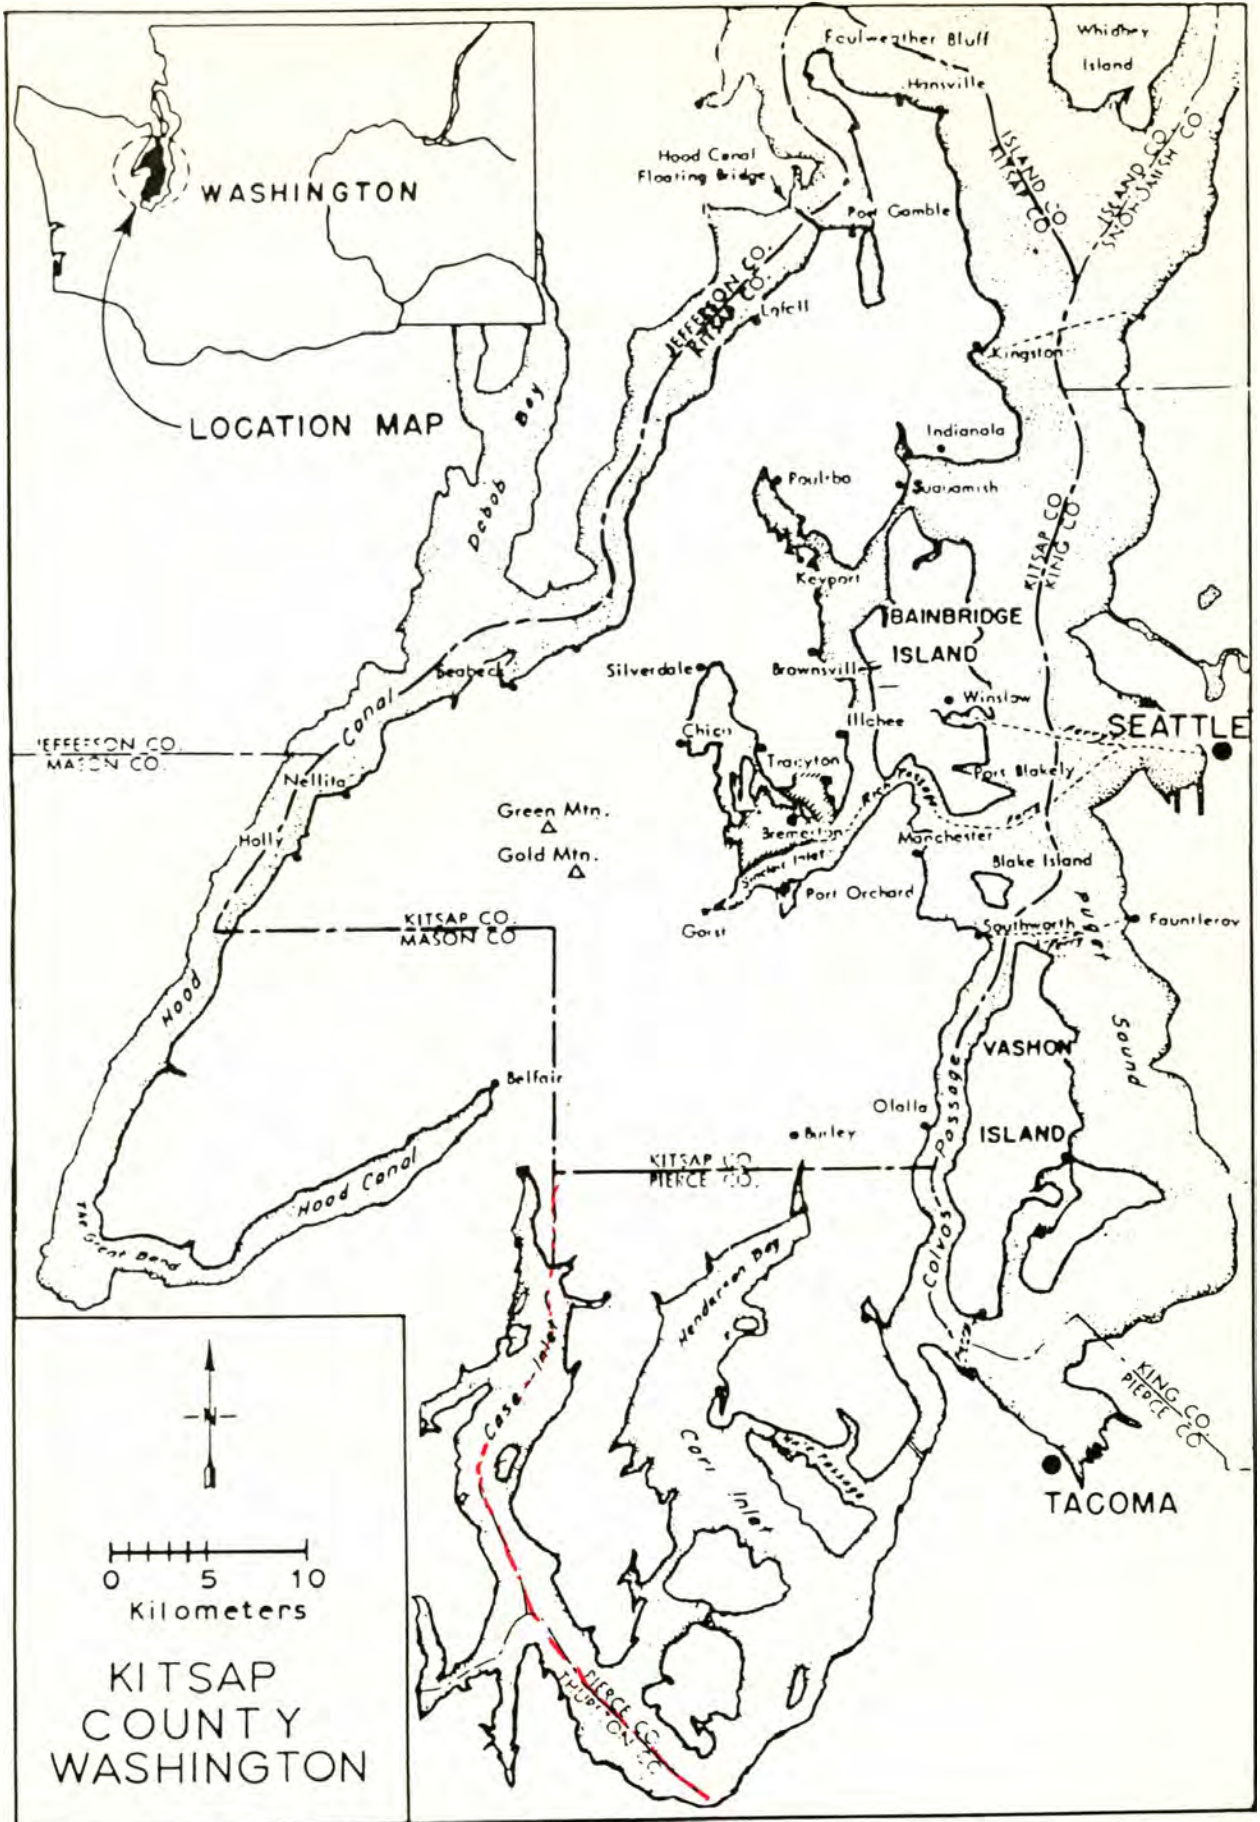 Foulweather Bluff
Whidbey
Island
Hansville
ISLAND CO
KITSAP CO
ISLAND CO
SNOHOMISH CO
Hood Canal
Floating Bridge
WASHINGTON
Port Gamble
JEFFERSON CO.
KITSAP CO.
Lofall
Kingston
LOCATION MAP
Bay
Dabob
Indianola
Poulsbo
Suquamish
KITSAP CO
KING CO
Keyport
BAINBRIDGE
ISLAND
Silverdale
Brownsville
Seabeck
Winslow
Canal
Chico
Illahee
Ferry
SEATTLE
JEFFERSON CO.
MASON CO.
Tracyton
Port Blakely
Nellita
Rich Passage
Green Mtn.
Ferry
Bremerton
Holly
Manchester
Gold Mtn.
Sinclair Inlet
Blake Island
Port Orchard
KITSAP CO.
MASON CO
Gorst
Southworth
Ferry
Fauntleroy
Puget
Sound
Hood
VASHON
ISLAND
Belfair
Olalla
Passage
Burley
KITSAP CO.
PIERCE CO.
Hood Canal
The Great Bend
Colvos
Henderson Bay
Case Inlet
KING CO.
PIERCE CO
N
Carr Inlet
Hale Passage
TACOMA
0 5 10
Kilometers
PIERCE CO
THURSTON CO
KITSAP
COUNTY
WASHINGTON